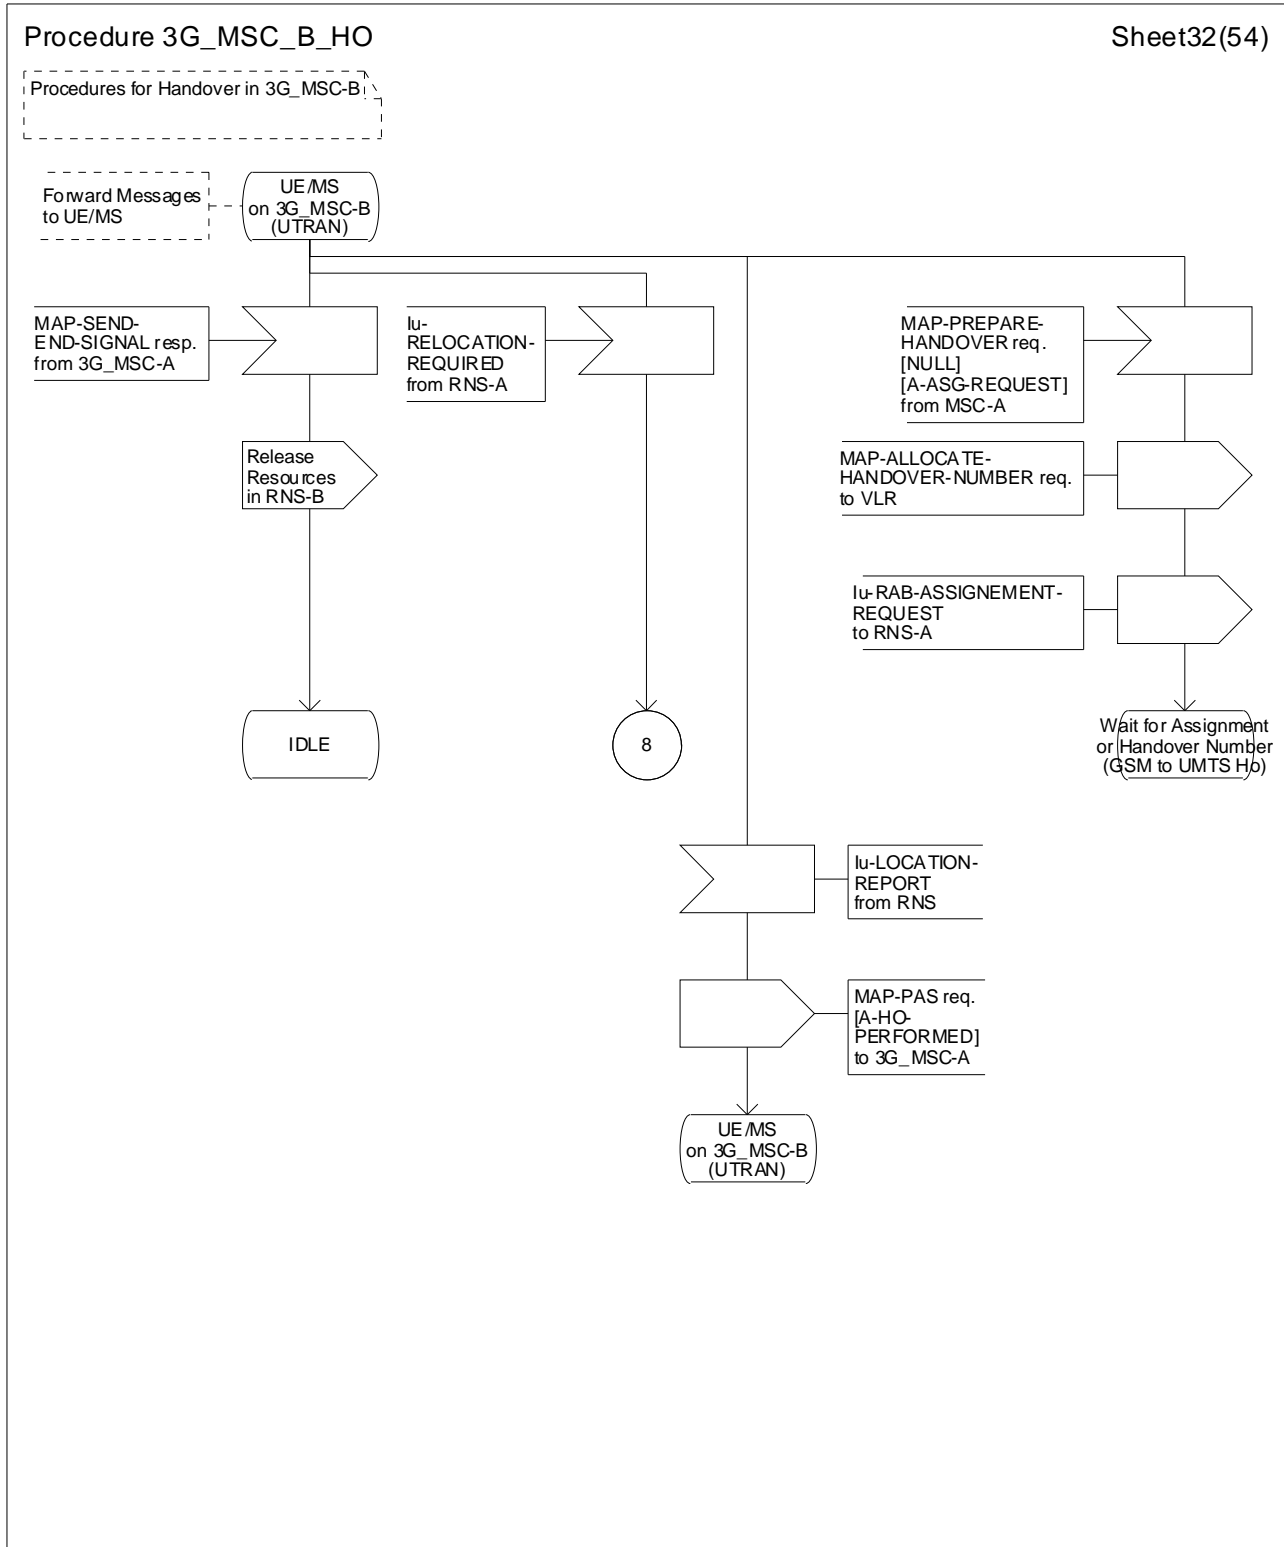 Procedure 3G_MSC_B_HO
Sheet32(54)
Procedures for Handover in 3G_MSC-B
Forward Messages
to UE/MS
UE/MS
on 3G_MSC-B
(UTRAN)
MAP-SEND-
END-SIGNAL resp.
from 3G_MSC-A
Iu-
RELOCATION-
REQUIRED
from RNS-A
MAP-PREPARE-
HANDOVER req.
[NULL]
[A-ASG-REQUEST]
from MSC-A
Release
Resources
in RNS-B
MAP-ALLOCATE-
HANDOVER-NUMBER req.
to VLR
Iu-RAB-ASSIGNEMENT-
REQUEST
to RNS-A
IDLE
8
Wait for Assignment
or Handover Number
(GSM to UMTS Ho)
Iu-LOCATION-
REPORT
from RNS
MAP-PAS req.
[A-HO-
PERFORMED]
to 3G_MSC-A
UE/MS
on 3G_MSC-B
(UTRAN)